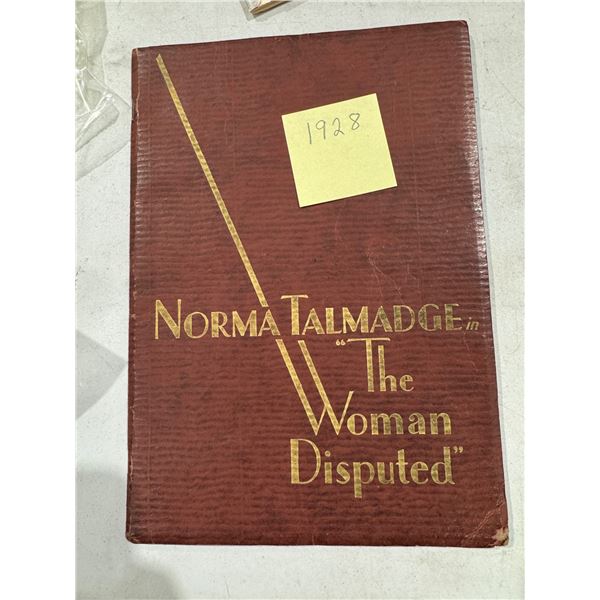 1928
NORMA TALMADGE in
"The
Woman
Disputed"